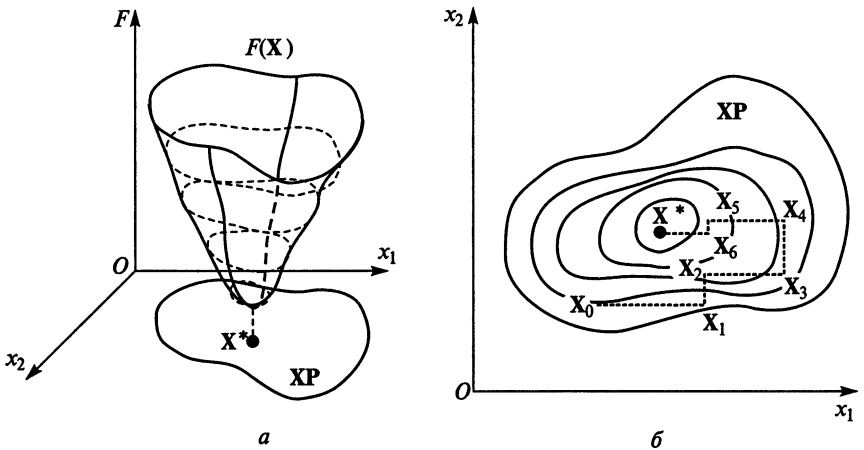 F
F(X)
O
x₁
x₂
X*
XP
а
x₂
XP
X*
X₅
X₄
X₆
X₂
X₃
X₀
X₁
O
x₁
б